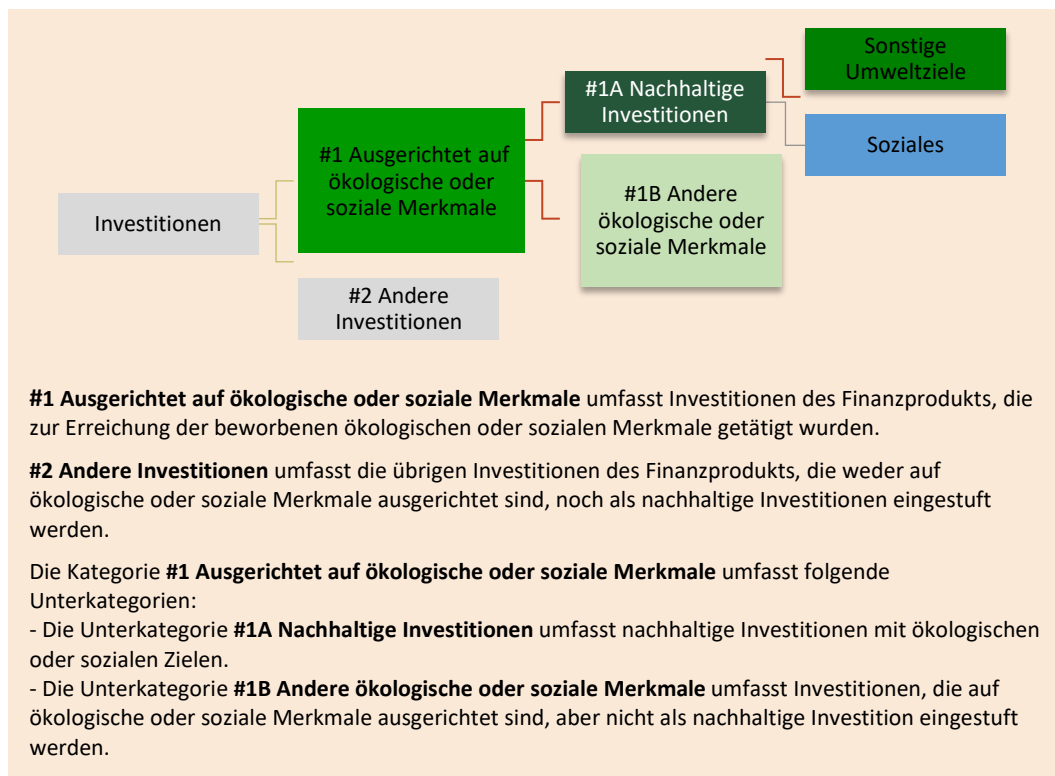 Sonstige
Umweltziele
#1A Nachhaltige
Investitionen
Soziales
#1 Ausgerichtet auf
ökologische oder
soziale Merkmale
#1B Andere
ökologische oder
soziale Merkmale
Investitionen
#2 Andere
Investitionen
#1 Ausgerichtet auf ökologische oder soziale Merkmale umfasst Investitionen des Finanzprodukts, die
zur Erreichung der beworbenen ökologischen oder sozialen Merkmale getätigt wurden.
#2 Andere Investitionen umfasst die übrigen Investitionen des Finanzprodukts, die weder auf
ökologische oder soziale Merkmale ausgerichtet sind, noch als nachhaltige Investitionen eingestuft
werden.
Die Kategorie #1 Ausgerichtet auf ökologische oder soziale Merkmale umfasst folgende
Unterkategorien:
- Die Unterkategorie #1A Nachhaltige Investitionen umfasst nachhaltige Investitionen mit ökologischen
oder sozialen Zielen.
- Die Unterkategorie #1B Andere ökologische oder soziale Merkmale umfasst Investitionen, die auf
ökologische oder soziale Merkmale ausgerichtet sind, aber nicht als nachhaltige Investition eingestuft
werden.